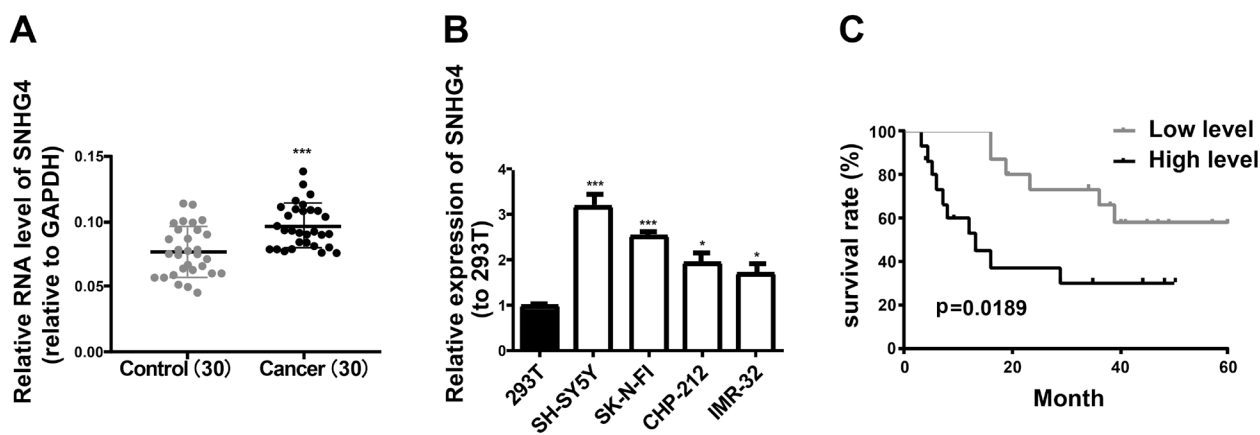 A
Relative RNA level of SNHG4
(relative to GAPDH)
0.15
0.10
0.05
0.00
***
Control (30)
Cancer (30)
B
Relative expression of SNHG4
(to 293T)
4
3
2
1
0
***
***
*
*
293T
SH-SY5Y
SK-N-FI
CHP-212
IMR-32
C
survival rate (%)
100
80
60
40
20
0
Low level
High level
p=0.0189
0
20
40
60
Month